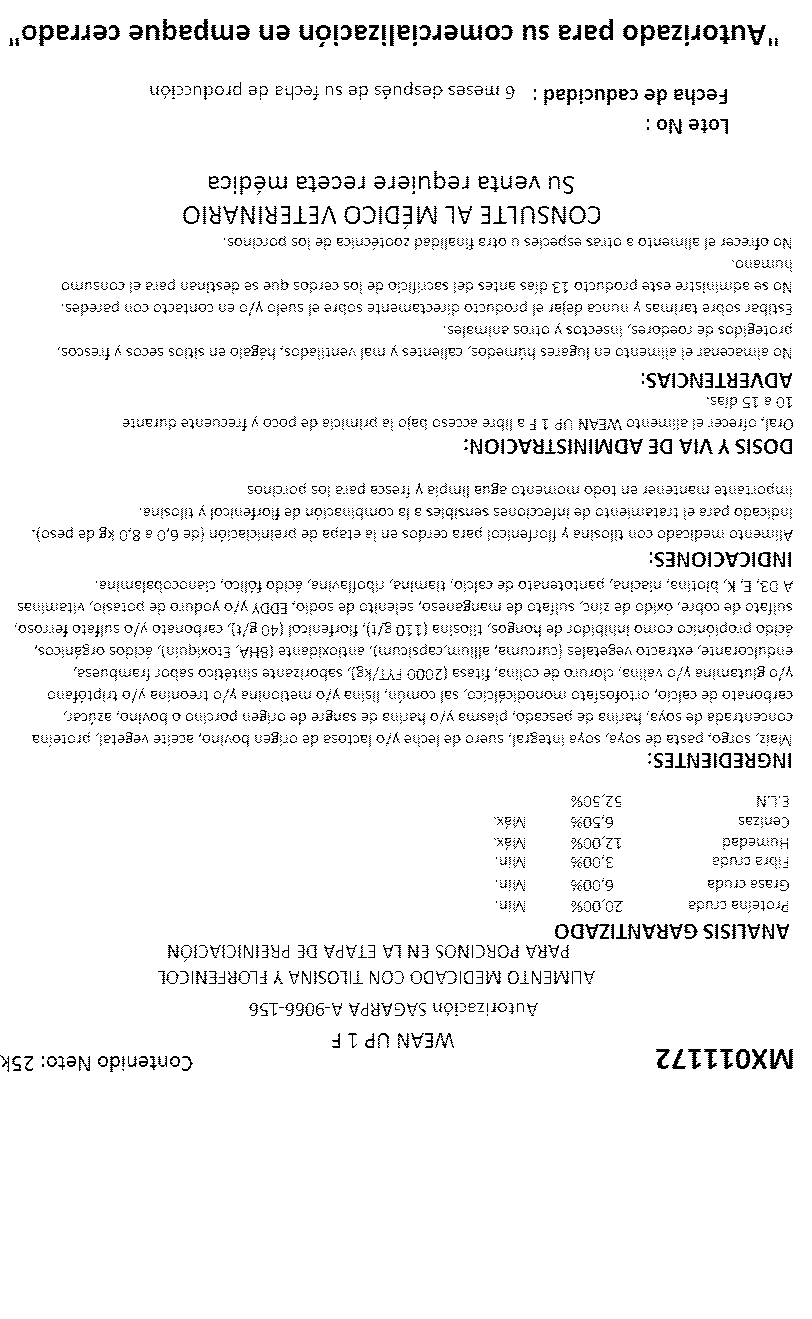 MX011172
Contenido Neto: 25k
WEAN UP 1 F
Autorización SAGARPA A-9066-156
ALIMENTO MEDICADO CON TILOSINA Y FLORFENICOL
PARA PORCINOS EN LA ETAPA DE PREINICIACIÓN
ANALISIS GARANTIZADO
Proteína cruda 20,00% Mín.
Grasa cruda 6,00% Mín.
Fibra cruda 3,00% Mín.
Humedad 12,00% Máx.
Cenizas 6,50% Máx.
E.L.N 52,50%
INGREDIENTES:
Maíz, sorgo, pasta de soya, soya integral, suero de leche y/o lactosa de origen bovino, aceite vegetal, proteína
concentrada de soya, harina de pescado, plasma y/o harina de sangre de origen porcino o bovino, azúcar,
carbonato de calcio, ortofosfato monodicálcico, sal común, lisina y/o metionina y/o treonina y/o triptófano
y/o glutamina y/o valina, cloruro de colina, fitasa (2000 FYT/kg), saborizante sintético sabor frambuesa,
endulcorante, extracto vegetales (curcuma, allium,capsicum), antioxidante (BHA, Etoxiquin), ácidos orgánicos,
ácido propiónico como inhibidor de hongos, tilosina (110 g/t), florfenicol (40 g/t), carbonato y/o sulfato ferroso,
sulfato de cobre, óxido de zinc, sulfato de manganeso, selenito de sodio, EDDY y/o yoduro de potasio, vitaminas
A D3, E, K, biotina, niacina, pantotenato de calcio, tiamina, riboflavina, ácido fólico, cianocobalamina.
INDICACIONES:
Alimento medicado con tilosina y florfenicol para cerdos en la etapa de preiniciación (de 6,0 a 8,0 kg de peso).
Indicado para el tratamiento de infecciones sensibles a la combinación de florfenicol y tilosina.
Importante mantener en todo momento agua limpia y fresca para los porcinos
DOSIS Y VIA DE ADMINISTRACION:
Oral, ofrecer el alimento WEAN UP 1 F a libre acceso bajo la primicia de poco y frecuente durante
10 a 15 días.
ADVERTENCIAS:
No almacenar el alimento en lugares húmedos, calientes y mal ventilados, hágalo en sitios secos y frescos,
protegidos de roedores, insectos y otros animales.
Estibar sobre tarimas y nunca dejar el producto directamente sobre el suelo y/o en contacto con paredes.
No se administre este producto 13 días antes del sacrificio de los cerdos que se destinan para el consumo
humano.
No ofrecer el alimento a otras especies u otra finalidad zootécnica de los porcinos.
CONSULTE AL MÉDICO VETERINARIO
Su venta requiere receta médica
Lote No :
Fecha de caducidad : 6 meses después de su fecha de producción
"Autorizado para su comercialización en empaque cerrado"